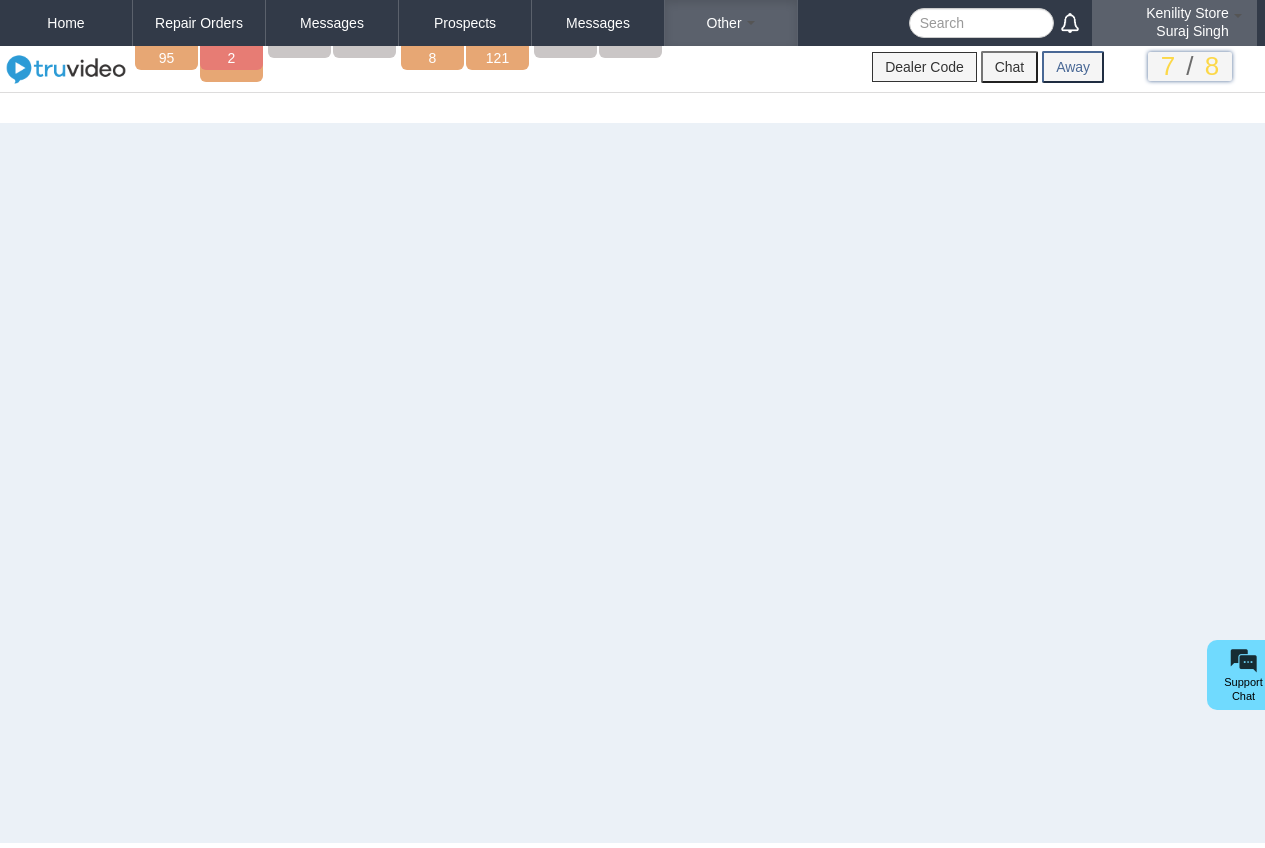 Home
Repair Orders
Messages
Prospects
Messages
Other
Search
Kenility Store
Suraj Singh
truvideo
95
2
8
121
Dealer Code
Chat
Away
7 / 8
Support
Chat